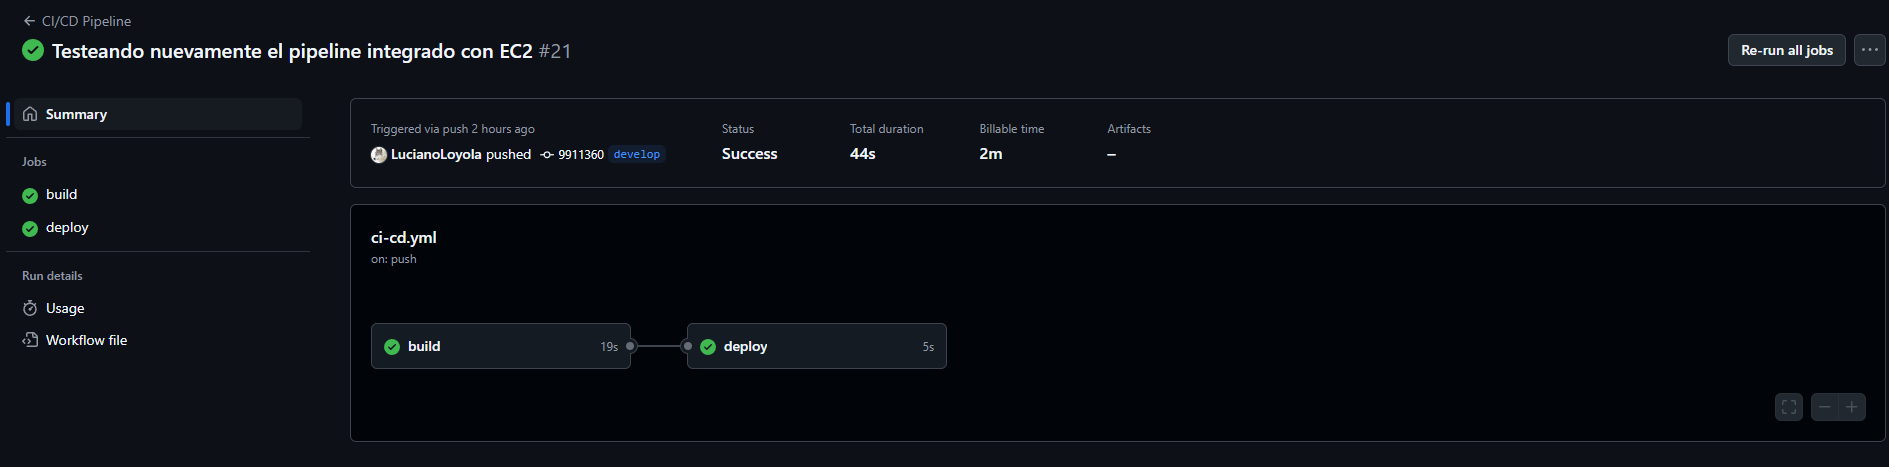 CI/CD Pipeline
Testeando nuevamente el pipeline integrado con EC2 #21
Re-run all jobs
Summary
Jobs
build
deploy
Run details
Usage
Workflow file
Triggered via push 2 hours ago
LucianoLoyola pushed 9911360 develop
Status
Success
Total duration
44s
Billable time
2m
Artifacts
–
ci-cd.yml
on: push
build 19s
deploy 5s